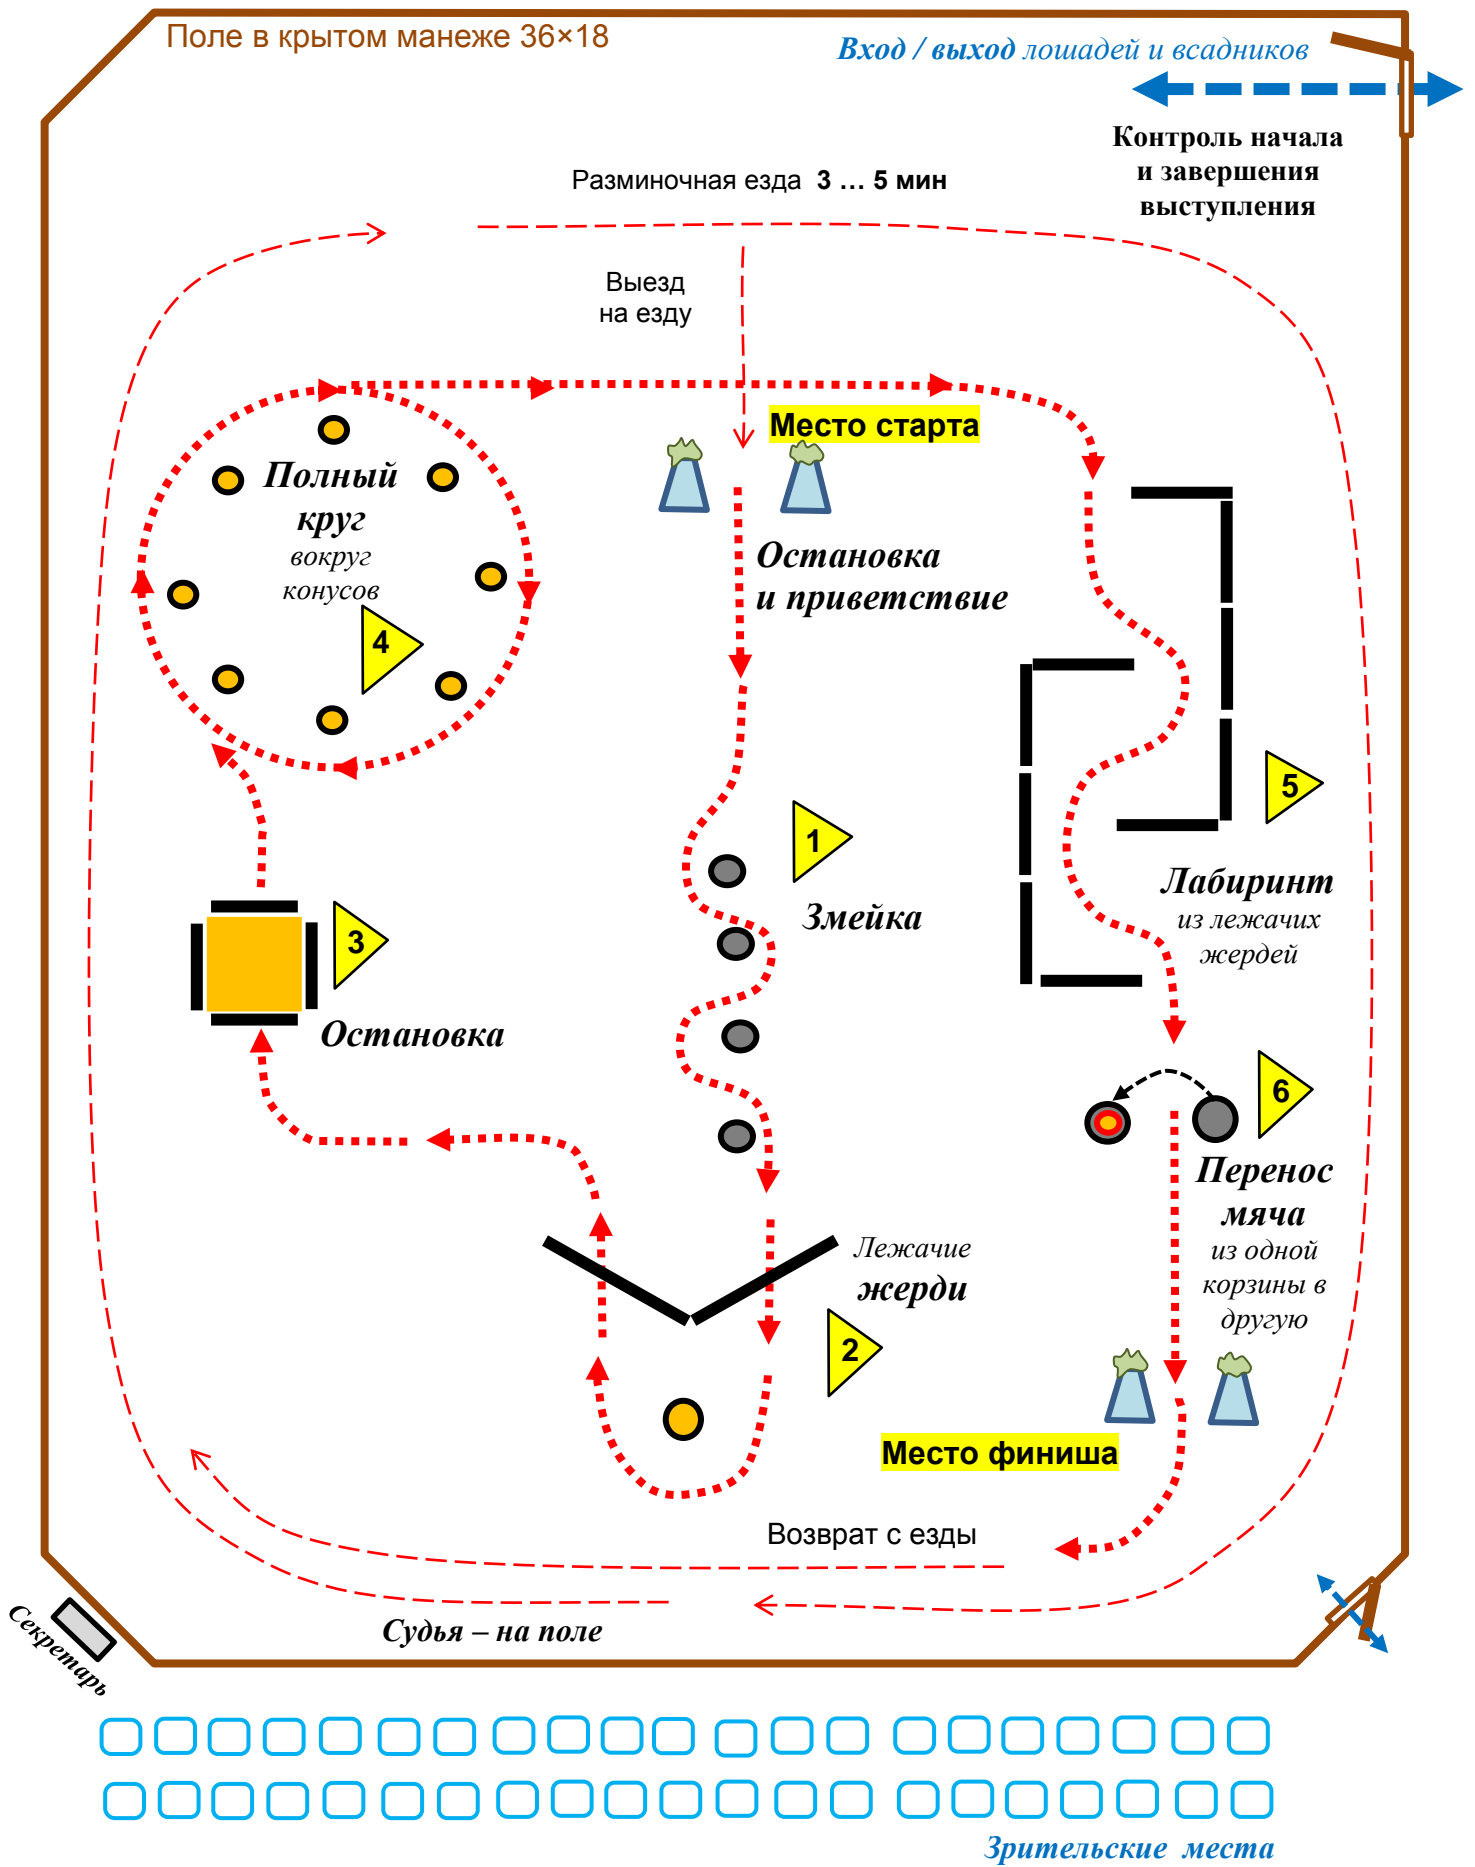 Поле в крытом манеже 36×18
Вход / выход лошадей и всадников
Контроль начала
и завершения
выступления
Разминочная езда 3 … 5 мин
Выезд
на езду
Место старта
Полный
круг
вокруг
конусов
4
Остановка
и приветствие
5
1
Лабиринт
из лежачих
жердей
Змейка
3
Остановка
6
Перенос
мяча
из одной
корзины в
другую
Лежачие
жерди
2
Место финиша
Возврат с езды
Судья – на поле
Секретарь
Зрительские места